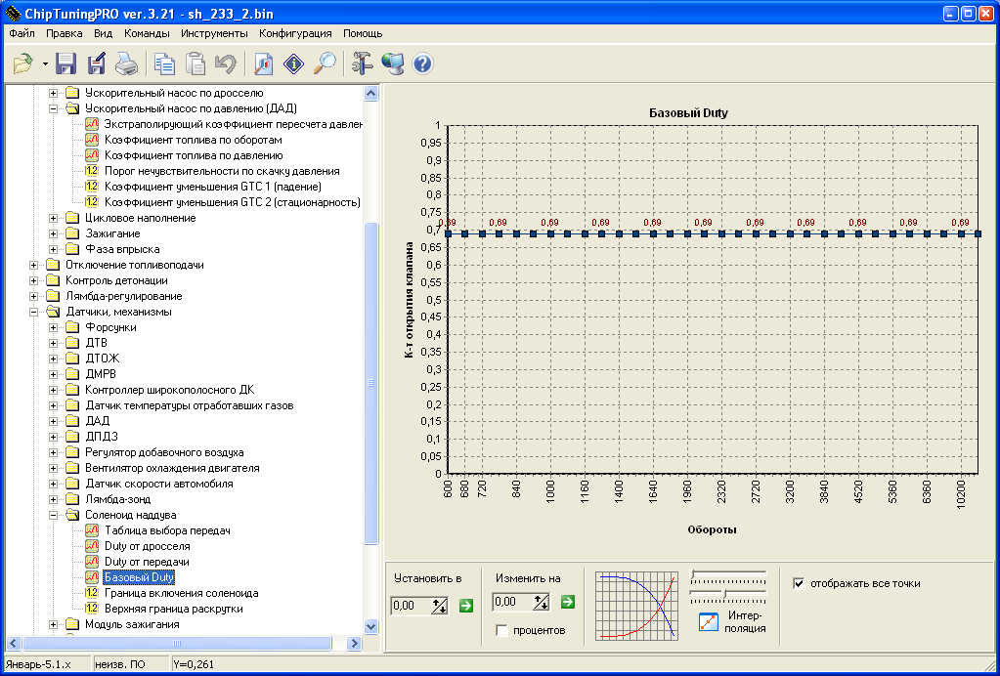 ChipTuningPRO ver.3.21 - sh_233_2.bin
Файл Правка Вид Команды Инструменты Конфигурация Помощь
Ускорительный насос по дросселю
Ускорительный насос по давлению (ДАД)
Экстраполирующий коэффициент пересчета давлен
Коэффициент топлива по оборотам
Коэффициент топлива по давлению
1.2 Порог нечувствительности по скачку давления
1.2 Коэффициент уменьшения GTC 1 (падение)
1.2 Коэффициент уменьшения GTC 2 (стационарность)
Цикловое наполнение
Зажигание
Фаза впрыска
Отключение топливоподачи
Контроль детонации
Лямбда-регулирование
Датчики, механизмы
Форсунки
ДТВ
ДТОЖ
ДМРВ
Контроллер широкополосного ДК
Датчик температуры отработавших газов
ДАД
ДПДЗ
Регулятор добавочного воздуха
Вентилятор охлаждения двигателя
Датчик скорости автомобиля
Лямбда-зонд
Соленоид наддува
Таблица выбора передач
Duty от дросселя
Duty от передачи
Базовый Duty
1.2 Граница включения соленоида
1.2 Верхняя граница раскрутки
Модуль зажигания
Базовый Duty
К-т открытия клапана
1
0,95
0,9
0,85
0,8
0,75
0,7
0,65
0,6
0,55
0,5
0,45
0,4
0,35
0,3
0,25
0,2
0,15
0,1
0,05
0
0,69 0,69 0,69 0,69 0,69 0,69 0,69 0,69 0,69 0,69 0,69
600 680 720 840 1000 1160 1400 1640 1960 2320 2720 3200 3840 4520 5360 6360 10200
Обороты
Установить в
0,00
Изменить на
0,00
процентов
Интер-
поляция
отображать все точки
Январь-5.1.x неизв. ПО Y=0,261